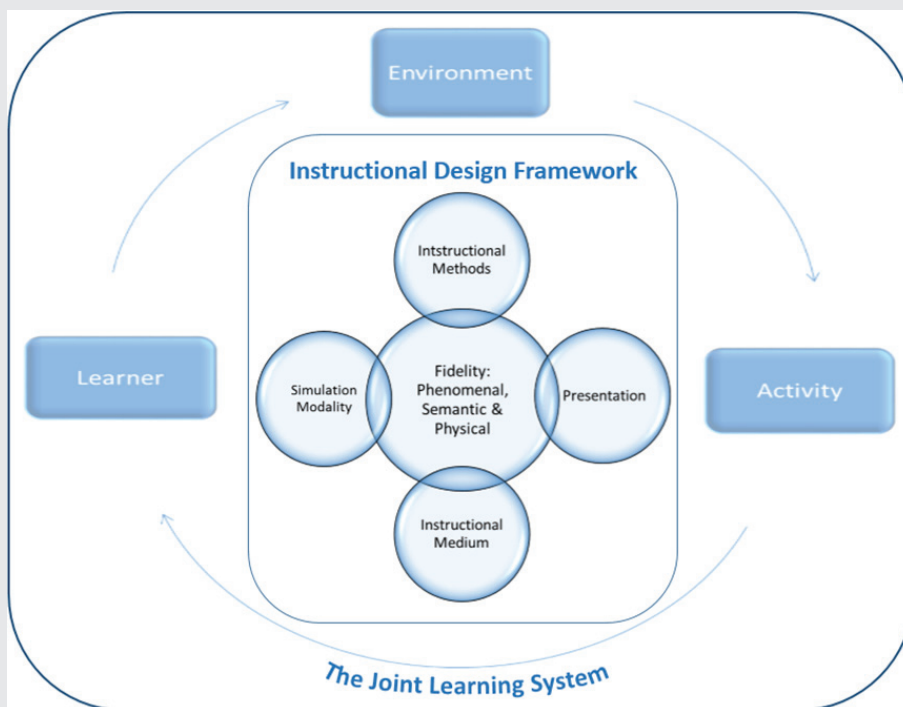 Environment
Instructional Design Framework
Intstructional
Methods
Learner
Simulation
Modality
Fidelity:
Phenomenal,
Semantic &
Physical
Presentation
Activity
Instructional
Medium
The Joint Learning System